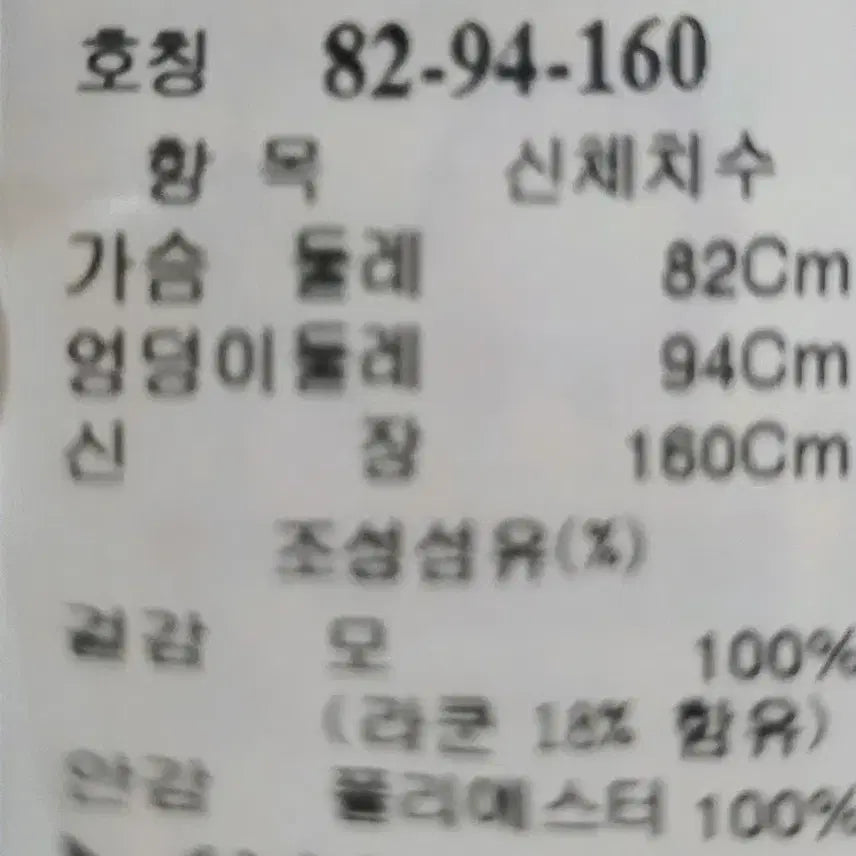 호칭 82-94-160
항 목 신체치수
가슴 둘레 82Cm
엉덩이둘레 94Cm
신 장 160Cm
조성섬유(%)
겉감 모 100%
(라쿤 18% 함유)
안감 폴리에스터 100%